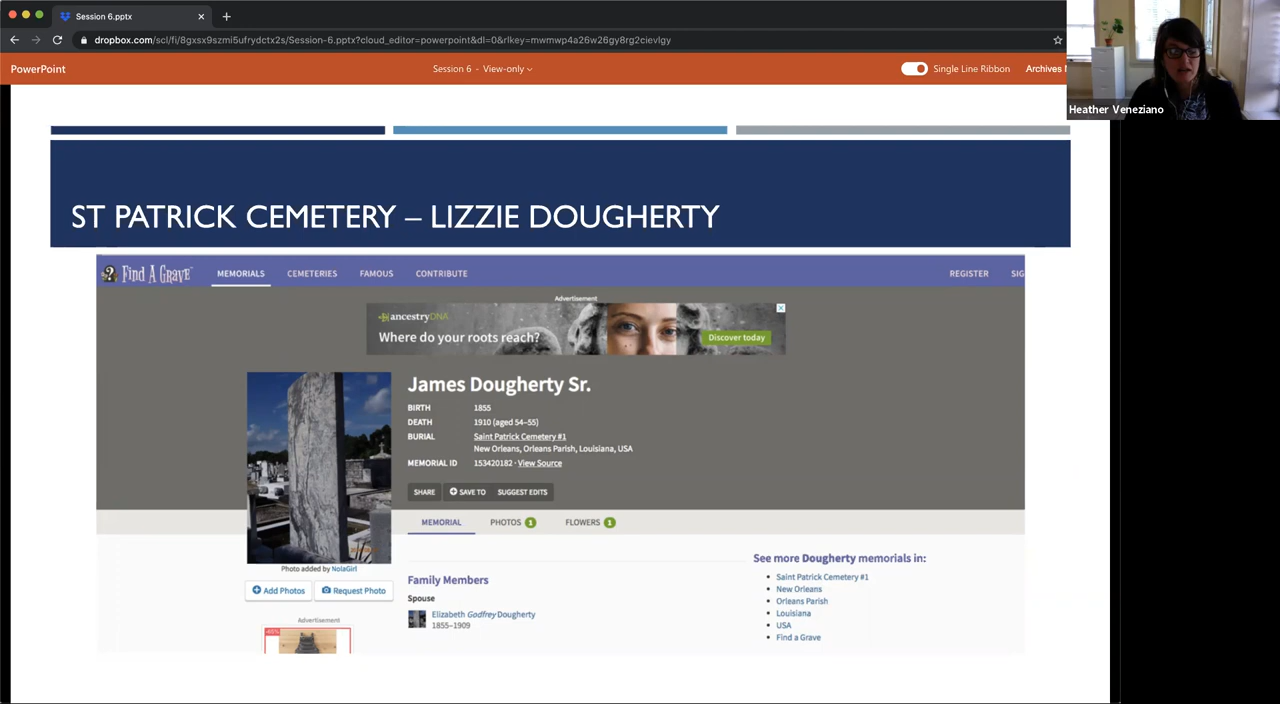 Session 6.pptx
dropbox.com/scl/fi/8gxsx9szmi5ufrydctx2s/Session-6.pptx?cloud_editor=powerpoint&dl=0&rlkey=mwmwp4a26w26gy8rg2cievlgy
PowerPoint
Session 6 - View-only
Single Line Ribbon
Archives
Heather Veneziano
ST PATRICK CEMETERY – LIZZIE DOUGHERTY
FIND A GRAVE
MEMORIALS CEMETERIES FAMOUS CONTRIBUTE REGISTER SIG
Advertisement
ancestryDNA
Where do your roots reach?
Discover today
James Dougherty Sr.
BIRTH 1855
DEATH 1910 (aged 54–55)
BURIAL Saint Patrick Cemetery #1
New Orleans, Orleans Parish, Louisiana, USA
MEMORIAL ID 153420182 · View Source
SHARE SAVE TO SUGGEST EDITS
MEMORIAL PHOTOS 1 FLOWERS 1
Photo added by NolaGirl
Add Photos Request Photo
Advertisement
-46%
Family Members
Spouse
Elizabeth Godfrey Dougherty
1855–1909
See more Dougherty memorials in:
Saint Patrick Cemetery #1
New Orleans
Orleans Parish
Louisiana
USA
Find a Grave